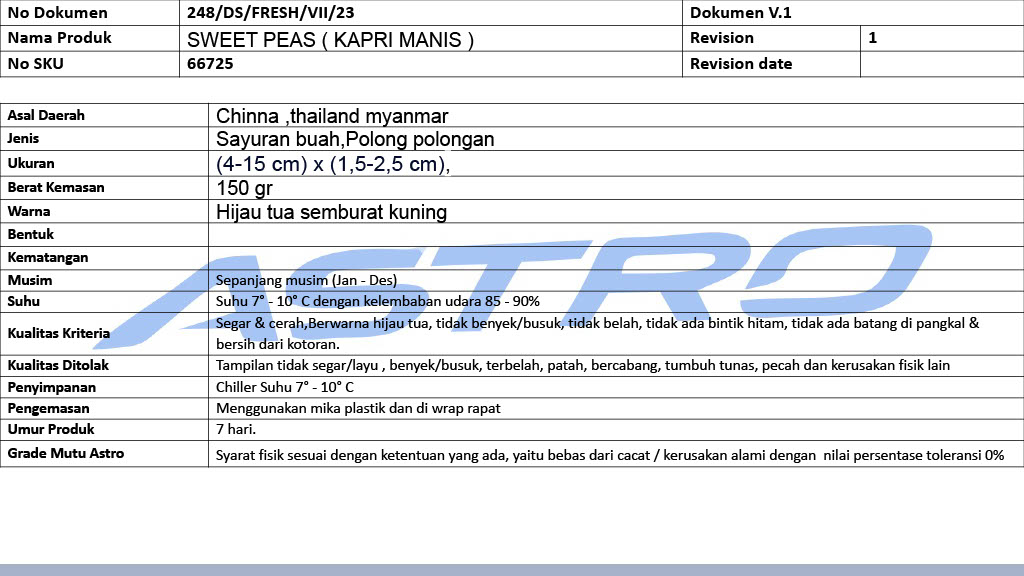 No Dokumen 248/DS/FRESH/VII/23 Dokumen V.1
Nama Produk SWEET PEAS ( KAPRI MANIS ) Revision 1
No SKU 66725 Revision date
Asal Daerah Chinna ,thailand myanmar
Jenis Sayuran buah,Polong polongan
Ukuran (4-15 cm) x (1,5-2,5 cm),
Berat Kemasan 150 gr
Warna Hijau tua semburat kuning
Bentuk
Kematangan
Musim Sepanjang musim (Jan - Des)
Suhu Suhu 7° - 10° C dengan kelembaban udara 85 - 90%
Kualitas Kriteria Segar & cerah,Berwarna hijau tua, tidak benyek/busuk, tidak belah, tidak ada bintik hitam, tidak ada batang di pangkal &
bersih dari kotoran.
Kualitas Ditolak Tampilan tidak segar/layu , benyek/busuk, terbelah, patah, bercabang, tumbuh tunas, pecah dan kerusakan fisik lain
Penyimpanan Chiller Suhu 7° - 10° C
Pengemasan Menggunakan mika plastik dan di wrap rapat
Umur Produk 7 hari.
Grade Mutu Astro Syarat fisik sesuai dengan ketentuan yang ada, yaitu bebas dari cacat / kerusakan alami dengan  nilai persentase toleransi 0%
ASTRO